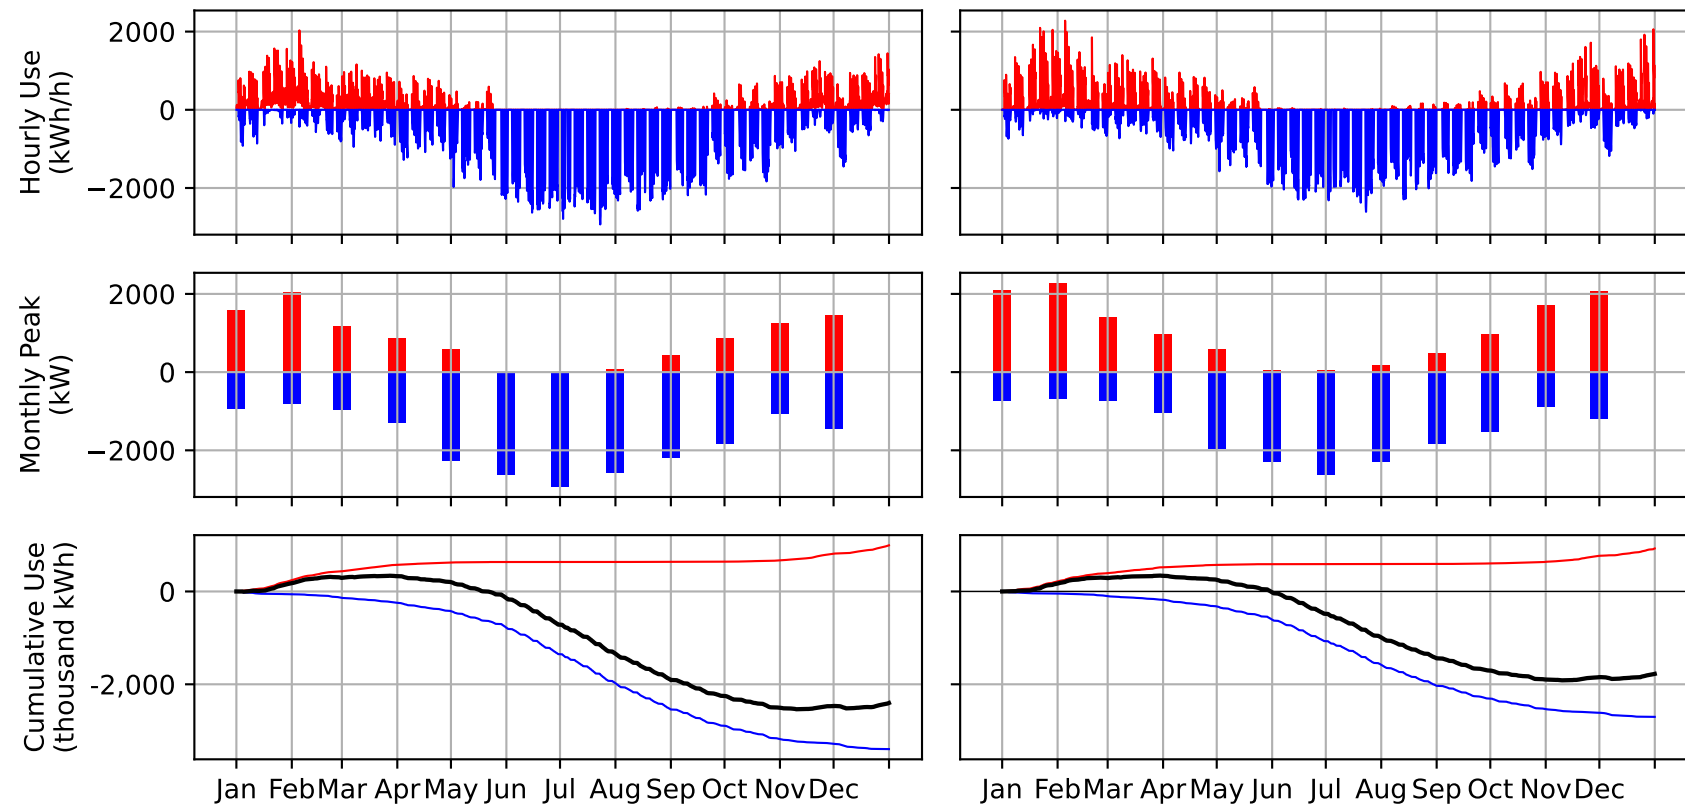 Hourly Use
(kWh/h)
2000
0
−2000
Monthly Peak
(kW)
2000
0
−2000
Cumulative Use
(thousand kWh)
0
-2,000
Jan Feb Mar Apr May Jun Jul Aug Sep Oct Nov Dec
Jan Feb Mar Apr May Jun Jul Aug Sep Oct Nov Dec